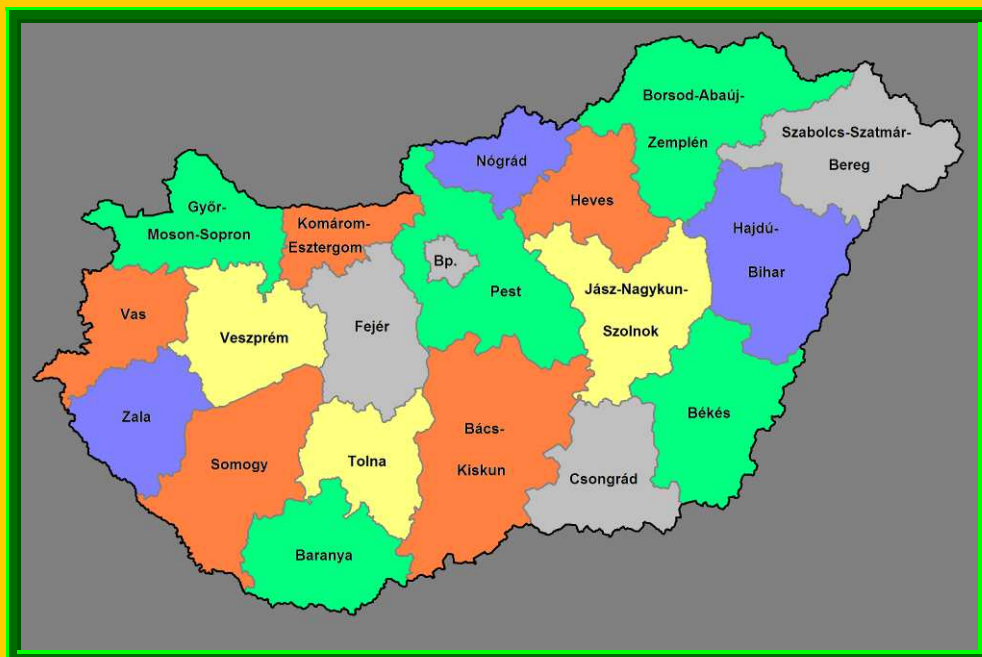 Borsod-Abaúj-
Zemplén
Szabolcs-Szatmár-
Bereg
Nógrád
Heves
Hajdú-
Bihar
Győr-
Moson-Sopron
Komárom-
Esztergom
Bp.
Pest
Jász-Nagykun-
Szolnok
Vas
Veszprém
Fejér
Zala
Somogy
Tolna
Bács-
Kiskun
Csongrád
Békés
Baranya